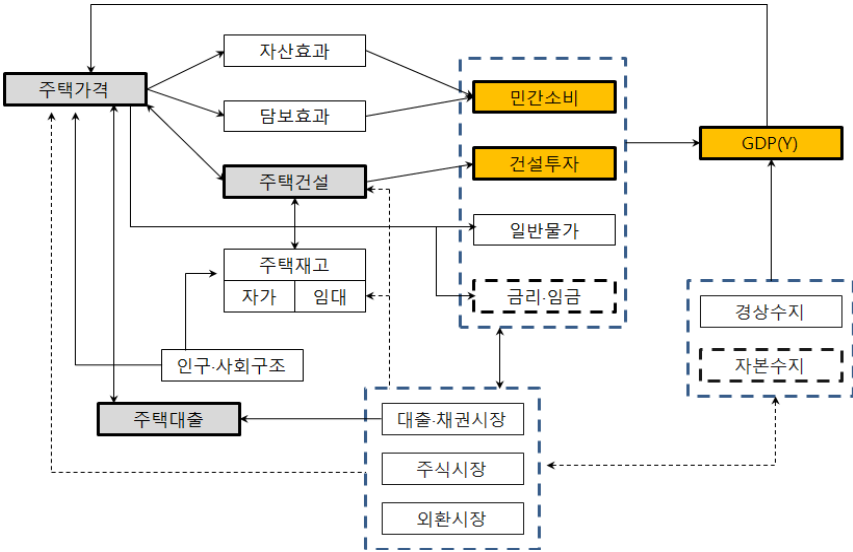 자산효과
주택가격
민간소비
담보효과
GDP(Y)
건설투자
주택건설
일반물가
주택재고
자가
임대
금리·임금
경상수지
인구·사회구조
자본수지
주택대출
대출·채권시장
주식시장
외환시장